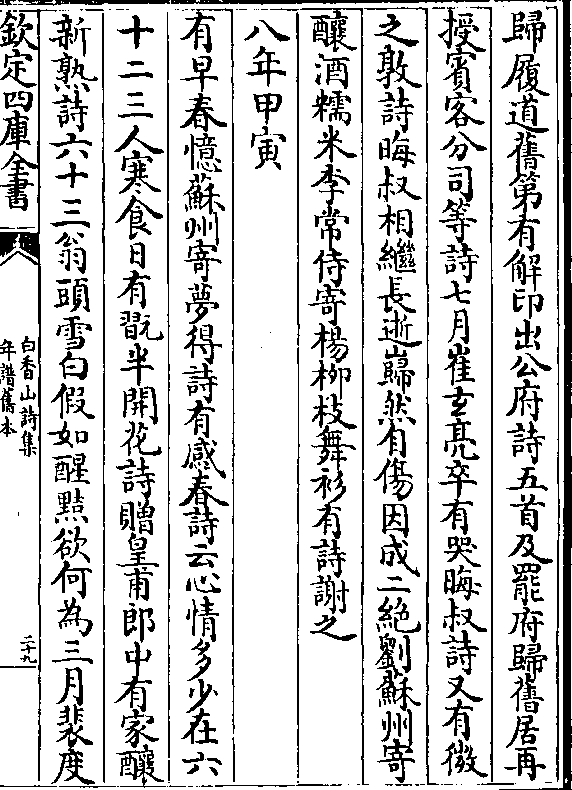 歸履道舊第有解印出公府詩五首及罷府歸舊居再
授賓客分司等詩七月崔玄亮卒有哭晦叔詩又有微
之敦詩晦叔相繼長逝巋然自傷因成二絶劉蘇州寄
釀酒糯米李常侍寄楊柳枝舞衫有詩謝之
八年甲寅
有早春憶蘇州寄夢得詩有感春詩云心情多少在六
十二三人寒食日有翫半開花詩贈皇甫郎中有家釀
新熟詩六十三翁頭雪白假如醒黠欲何為三月裴度
欽定四庫全書
白香山詩集
年譜舊本
二十九